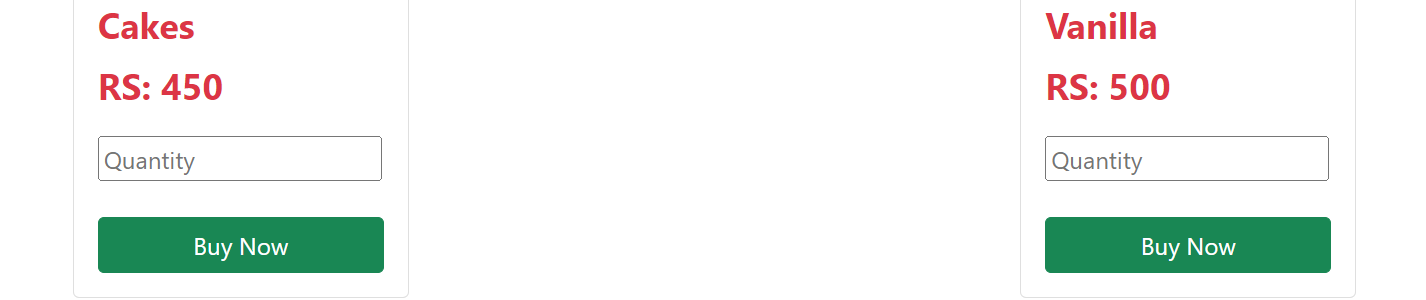 Cakes
RS: 450
Quantity
Buy Now
Vanilla
RS: 500
Quantity
Buy Now